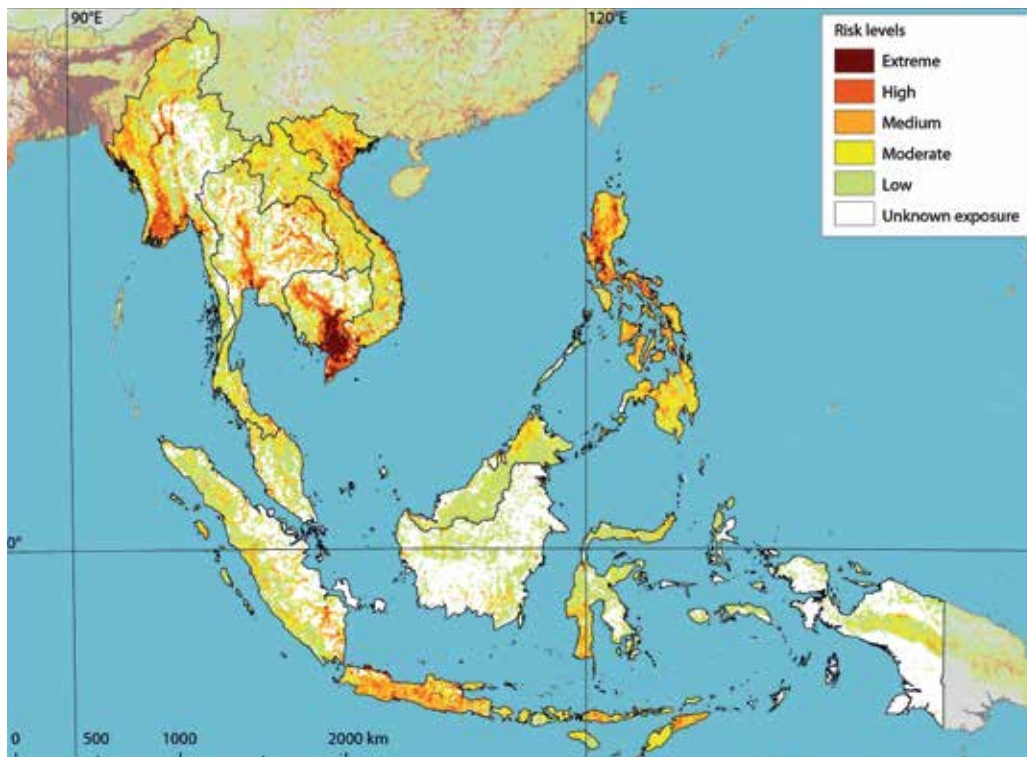 90°E
120°E
Risk levels
Extreme
High
Medium
Moderate
Low
Unknown exposure
0°
0
500
1000
2000 km